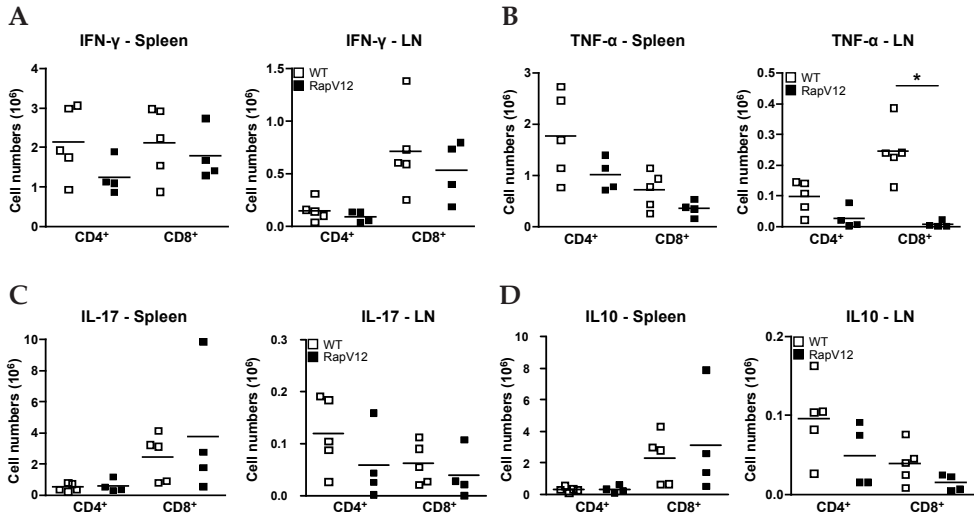 A
IFN-γ - Spleen
Cell numbers (10⁶)
4
3
2
1
0
CD4⁺ CD8⁺
IFN-γ - LN
WT
RapV12
Cell numbers (10⁶)
1.5
1.0
0.5
0.0
CD4⁺ CD8⁺
B
TNF-α - Spleen
Cell numbers (10⁶)
4
3
2
1
0
CD4⁺ CD8⁺
TNF-α - LN
WT
RapV12
*
Cell numbers (10⁶)
0.5
0.4
0.3
0.2
0.1
0.0
CD4⁺ CD8⁺
C
IL-17 - Spleen
Cell numbers (10⁶)
10
8
6
4
2
0
CD4⁺ CD8⁺
IL-17 - LN
WT
RapV12
Cell numbers (10⁶)
0.3
0.2
0.1
0.0
CD4⁺ CD8⁺
D
IL10 - Spleen
Cell numbers (10⁶)
10
8
6
4
2
0
CD4⁺ CD8⁺
IL10 - LN
WT
RapV12
Cell numbers (10⁶)
0.2
0.1
0.0
CD4⁺ CD8⁺